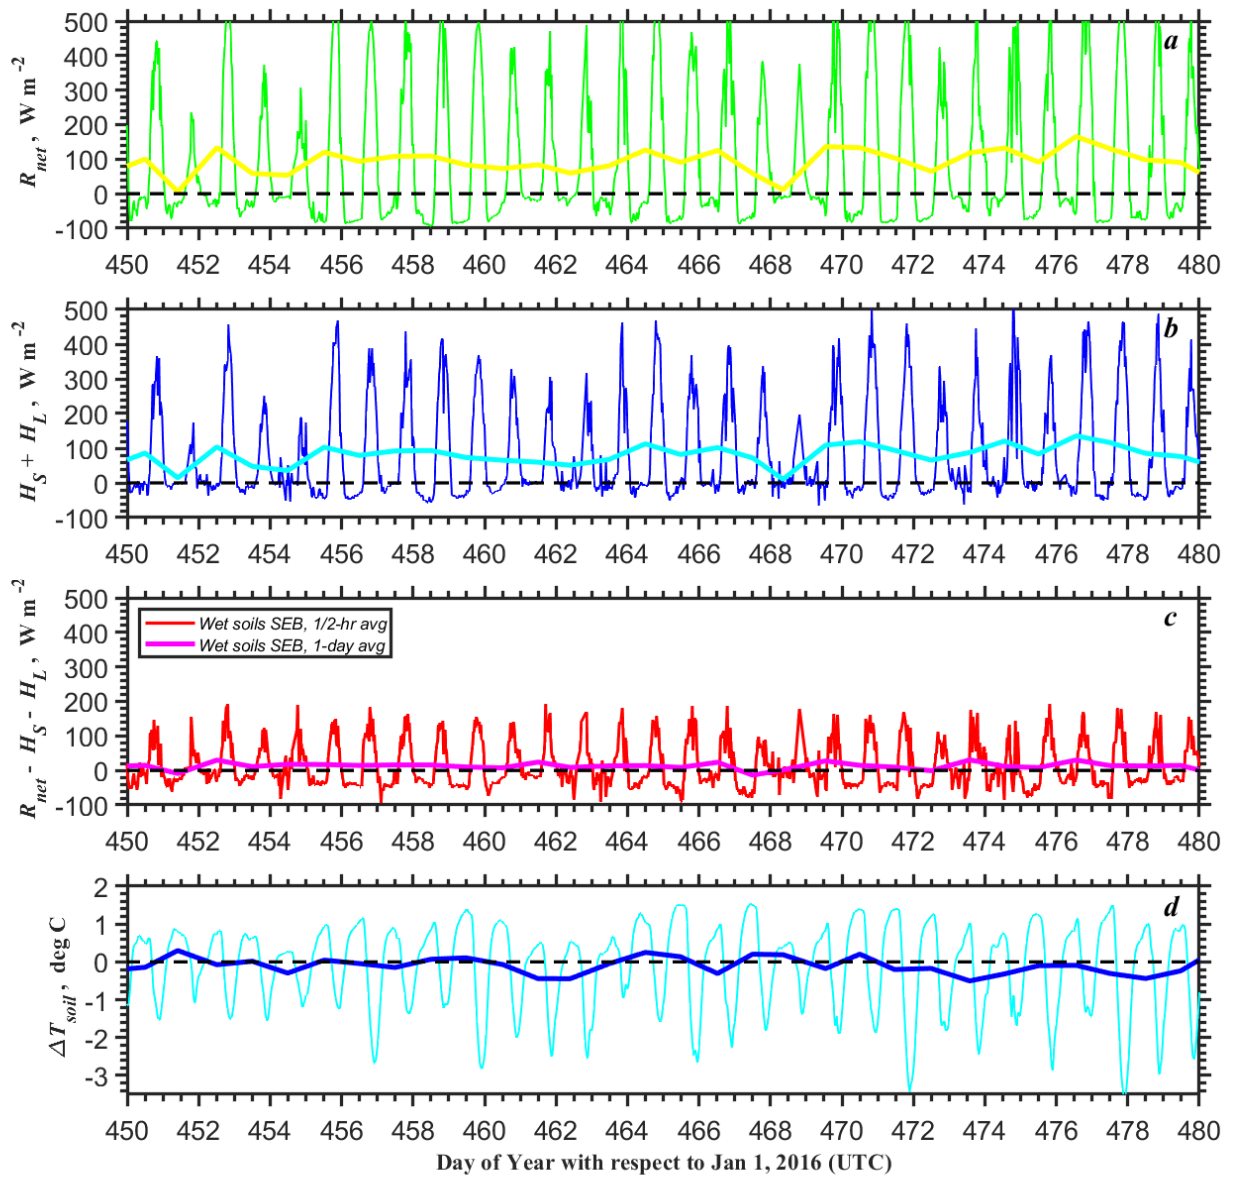 a
R_net , W m^-2
500
400
300
200
100
0
-100
450 452 454 456 458 460 462 464 466 468 470 472 474 476 478 480
b
H_S + H_L , W m^-2
500
400
300
200
100
0
-100
450 452 454 456 458 460 462 464 466 468 470 472 474 476 478 480
c
R_net - H_S - H_L , W m^-2
500
400
300
200
100
0
-100
Wet soils SEB, 1/2-hr avg
Wet soils SEB, 1-day avg
450 452 454 456 458 460 462 464 466 468 470 472 474 476 478 480
d
ΔT_soil , deg C
2
1
0
-1
-2
-3
450 452 454 456 458 460 462 464 466 468 470 472 474 476 478 480
Day of Year with respect to Jan 1, 2016 (UTC)